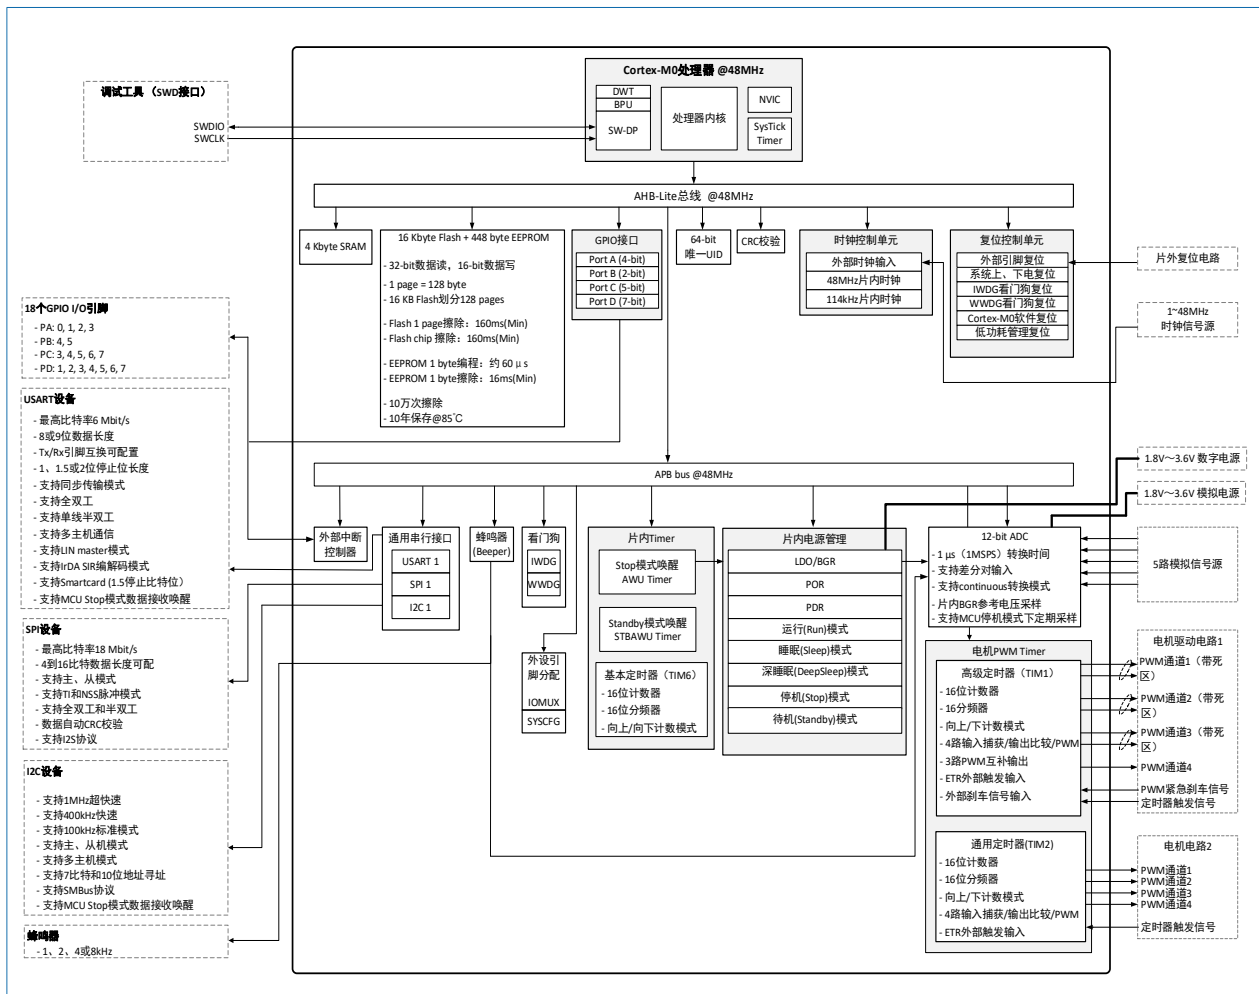 Cortex-M0处理器 @48MHz
DWT
BPU
SW-DP
处理器内核
NVIC
SysTick
Timer
调试工具 （SWD接口）
SWDIO
SWCLK
AHB-Lite总线 @48MHz
4 Kbyte SRAM
16 Kbyte Flash + 448 byte EEPROM
- 32-bit数据读，16-bit数据写
- 1 page = 128 byte
- 16 KB Flash划分128 pages
- Flash 1 page擦除：160ms(Min)
- Flash chip 擦除：160ms(Min)
- EEPROM 1 byte编程：约 60 μs
- EEPROM 1 byte擦除：16ms(Min)
- 10万次擦除
- 10年保存@85℃
GPIO接口
Port A (4-bit)
Port B (2-bit)
Port C (5-bit)
Port D (7-bit)
64-bit
唯一UID
CRC校验
时钟控制单元
外部时钟输入
48MHz片内时钟
114kHz片内时钟
复位控制单元
外部引脚复位
系统上、下电复位
IWDG看门狗复位
WWDG看门狗复位
Cortex-M0软件复位
低功耗管理复位
片外复位电路
1~48MHz
时钟信号源
18个GPIO I/O引脚
- PA: 0, 1, 2, 3
- PB: 4, 5
- PC: 3, 4, 5, 6, 7
- PD: 1, 2, 3, 4, 5, 6, 7
USART设备
- 最高比特率6 Mbit/s
- 8或9位数据长度
- Tx/Rx引脚互换可配置
- 1、1.5或2位停止位长度
- 支持同步传输模式
- 支持全双工
- 支持单线半双工
- 支持多主机通信
- 支持LIN master模式
- 支持IrDA SIR编解码模式
- 支持Smartcard (1.5停止比特位）
- 支持MCU Stop模式数据接收唤醒
SPI设备
- 最高比特率18 Mbit/s
- 4到16比特数据长度可配
- 支持主、从模式
- 支持TI和NSS脉冲模式
- 支持全双工和半双工
- 数据自动CRC校验
- 支持I2S协议
I2C设备
- 支持1MHz超快速
- 支持400kHz快速
- 支持100kHz标准模式
- 支持主、从机模式
- 支持多主机模式
- 支持7比特和10位地址寻址
- 支持SMBus协议
- 支持MCU Stop模式数据接收唤醒
蜂鸣器
- 1、2、4或8kHz
APB bus @48MHz
外部中断
控制器
通用串行接口
USART 1
SPI 1
I2C 1
蜂鸣器
(Beeper)
看门狗
IWDG
WWDG
外设引
脚分配
IOMUX
SYSCFG
片内Timer
Stop模式唤醒
AWU Timer
Standby模式唤醒
STBAWU Timer
基本定时器（TIM6）
- 16位计数器
- 16位分频器
- 向上/向下计数模式
片内电源管理
LDO/BGR
POR
PDR
运行(Run)模式
睡眠(Sleep)模式
深睡眠(DeepSleep)模式
停机(Stop)模式
待机(Standby)模式
12-bit ADC
- 1 μs（1MSPS）转换时间
- 支持差分对输入
- 支持continuous转换模式
- 片内BGR参考电压采样
- 支持MCU停机模式下定期采样
电机PWM Timer
高级定时器（TIM1）
- 16位计数器
- 16分频器
- 向上/下计数模式
- 4路输入捕获/输出比较/PWM
- 3路PWM互补输出
- ETR外部触发输入
- 外部刹车信号输入
通用定时器(TIM2)
- 16位计数器
- 16位分频器
- 向上/下计数模式
- 4路输入捕获/输出比较/PWM
- ETR外部触发输入
1.8V～3.6V 数字电源
1.8V～3.6V 模拟电源
5路模拟信号源
电机驱动电路1
PWM通道1（带死
区）
PWM通道2（带死
区）
PWM通道3（带死
区）
PWM通道4
PWM紧急刹车信号
定时器触发信号
电机电路2
PWM通道1
PWM通道2
PWM通道3
PWM通道4
定时器触发信号